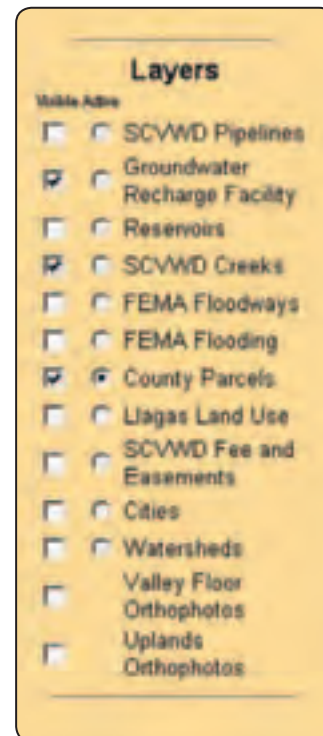 Layers
Visible Active
SCVWD Pipelines
Groundwater
Recharge Facility
Reservoirs
SCVWD Creeks
FEMA Floodways
FEMA Flooding
County Parcels
Llagas Land Use
SCVWD Fee and
Easements
Cities
Watersheds
Valley Floor
Orthophotos
Uplands
Orthophotos